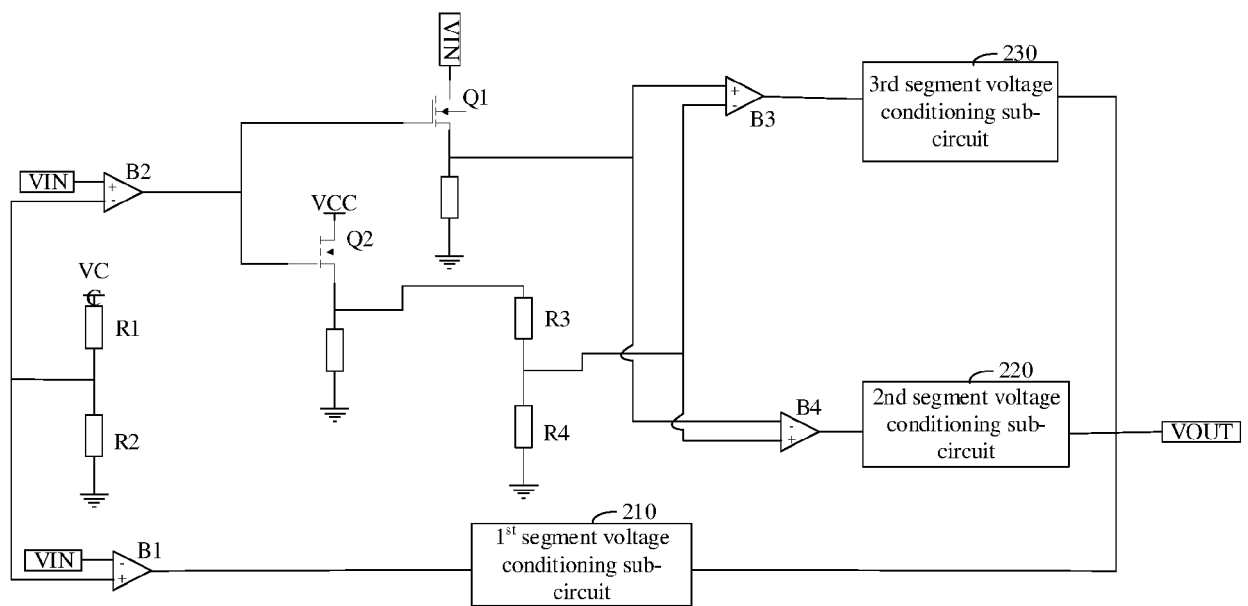 VIN
230
Q1
3rd segment voltage
conditioning sub-
circuit
+
-
B3
B2
VIN
+
-
VCC
Q2
VC
C
R1
R3
220
B4
2nd segment voltage
conditioning sub-
circuit
-
+
VOUT
R2
R4
210
B1
1st segment voltage
conditioning sub-
circuit
VIN
-
+